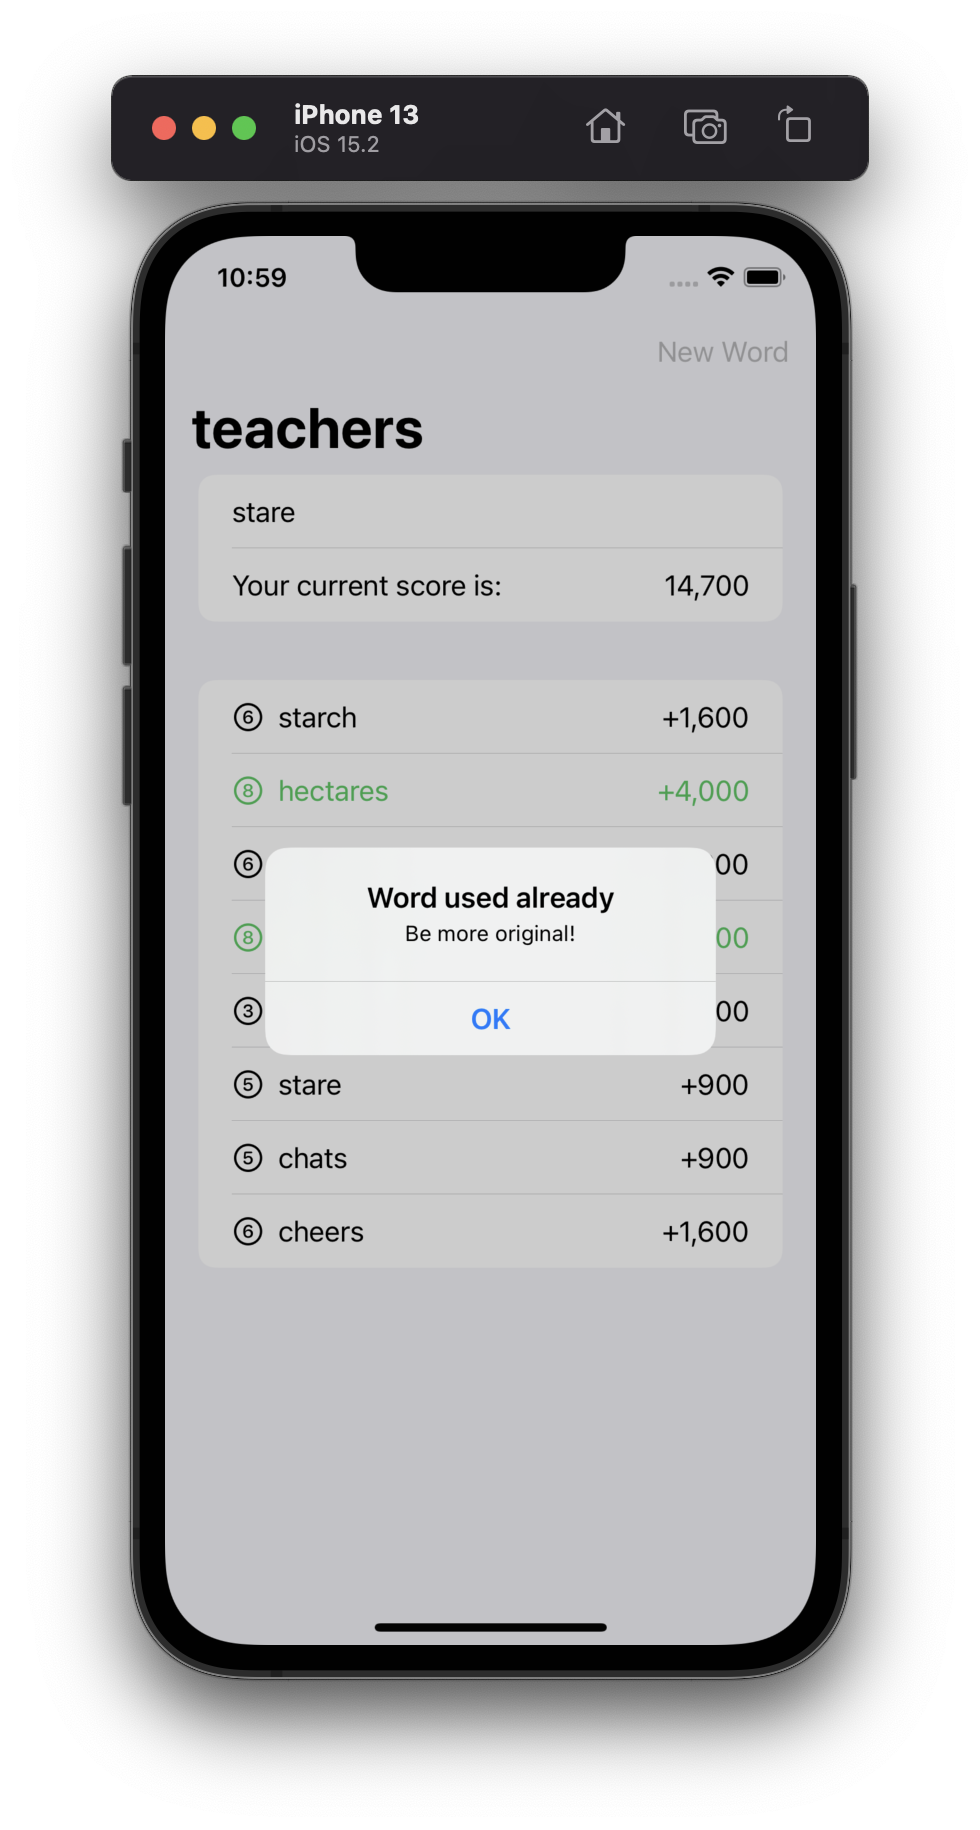 iPhone 13
iOS 15.2
10:59
New Word
teachers
stare
Your current score is: 14,700
6 starch +1,600
8 hectares +4,000
6 00
Word used already
Be more original!
8 00
OK
3 00
5 stare +900
5 chats +900
6 cheers +1,600